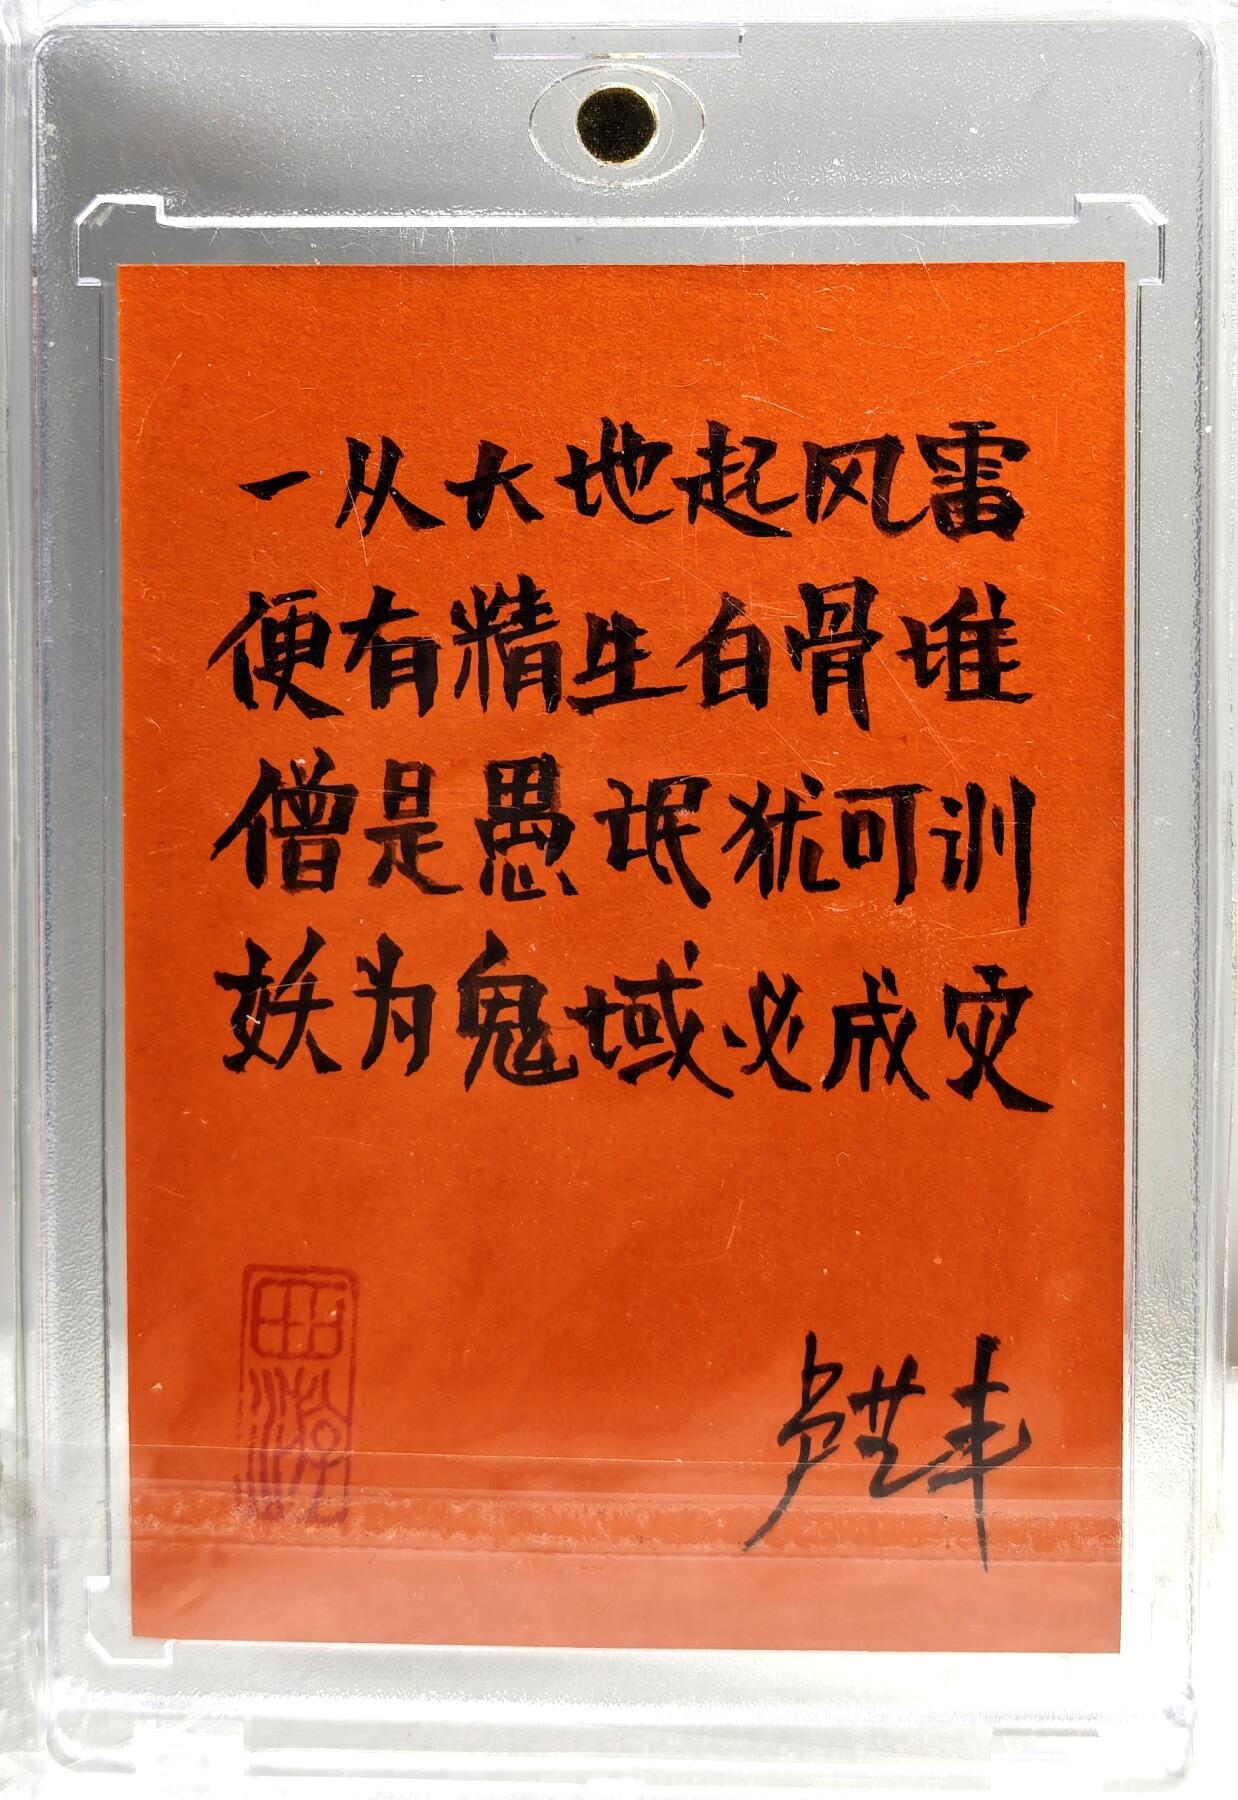 一从大地起风雷
便有精生白骨堆
僧是愚氓犹可训
妖为鬼域必成灾
卢芝丰